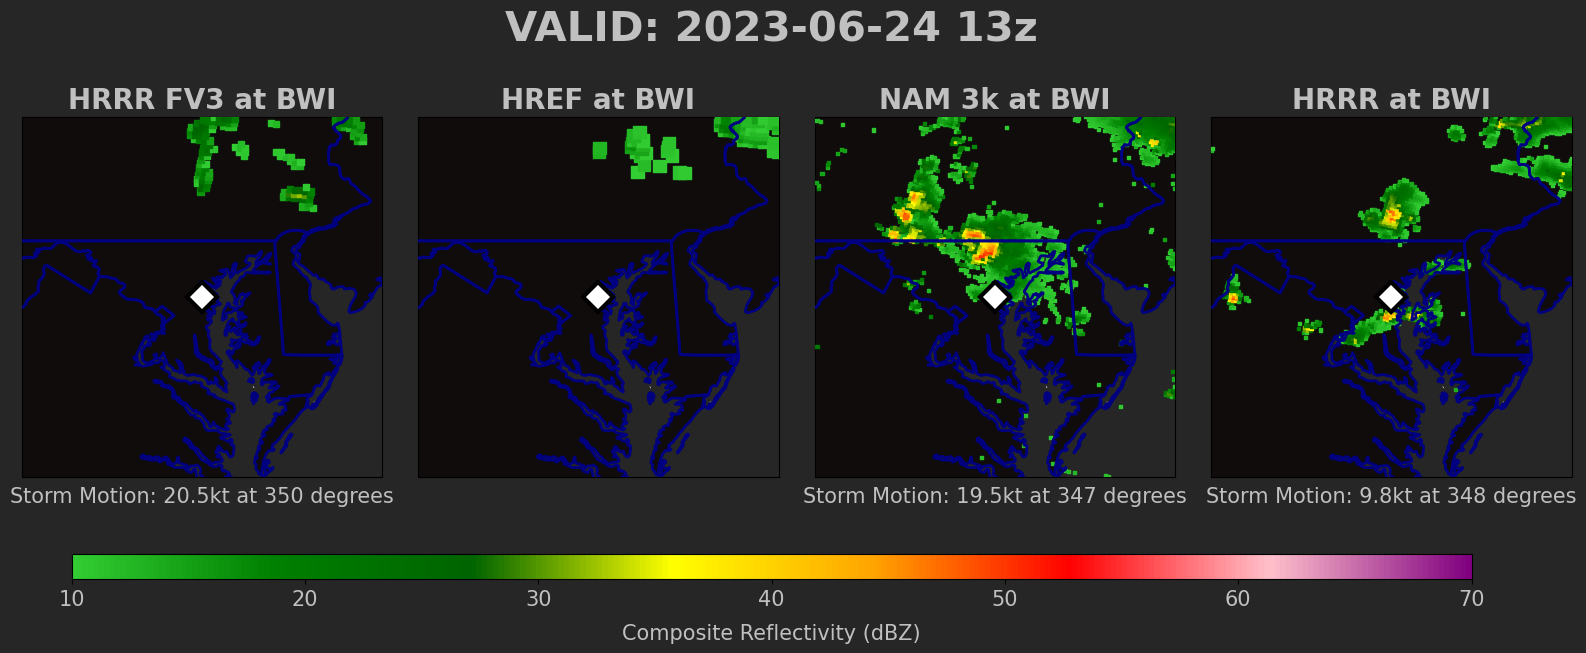 VALID: 2023-06-24 13z
HRRR FV3 at BWI
HREF at BWI
NAM 3k at BWI
HRRR at BWI
Storm Motion: 20.5kt at 350 degrees
Storm Motion: 19.5kt at 347 degrees
Storm Motion: 9.8kt at 348 degrees
10 20 30 40 50 60 70
Composite Reflectivity (dBZ)